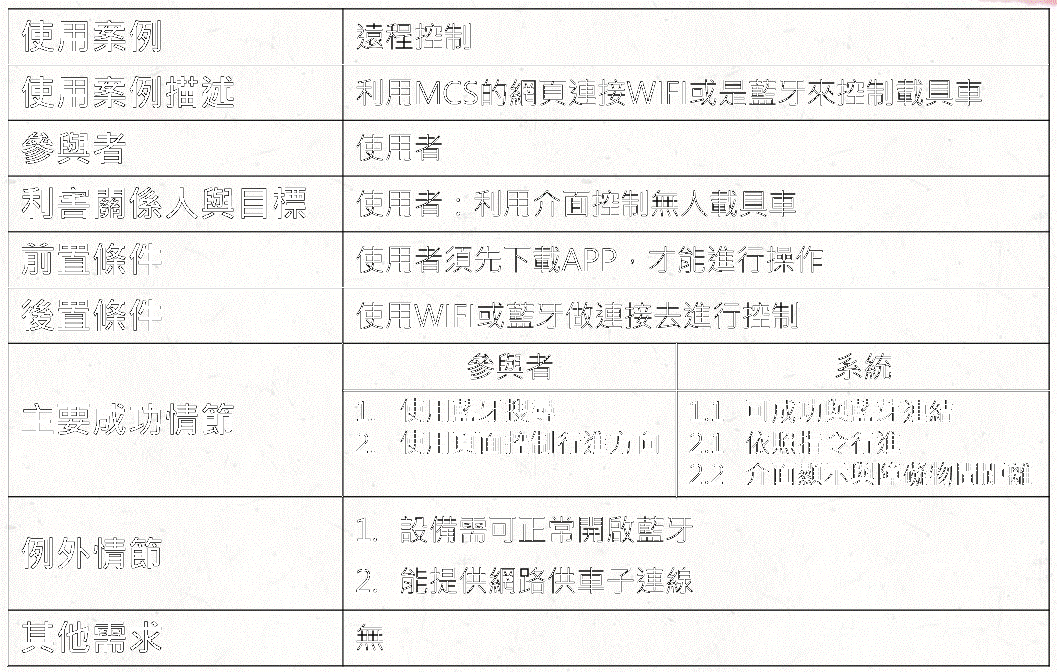 使用案例 遠程控制
使用案例描述 利用MCS的網頁連接WIFI或是藍牙來控制載具車
參與者 使用者
利害關係人與目標 使用者：利用介面控制無人載具車
前置條件 使用者須先下載APP，才能進行操作
後置條件 使用WIFI或藍牙做連接去進行控制
參與者 系統
主要成功情節
1. 使用藍牙搜尋
2. 使用頁面控制行進方向
1.1 可成功與藍牙連結
2.1 依照指令行進
2.2 介面顯示與障礙物間距離
例外情節
1. 設備需可正常開啟藍牙
2. 能提供網路供車子連線
其他需求 無